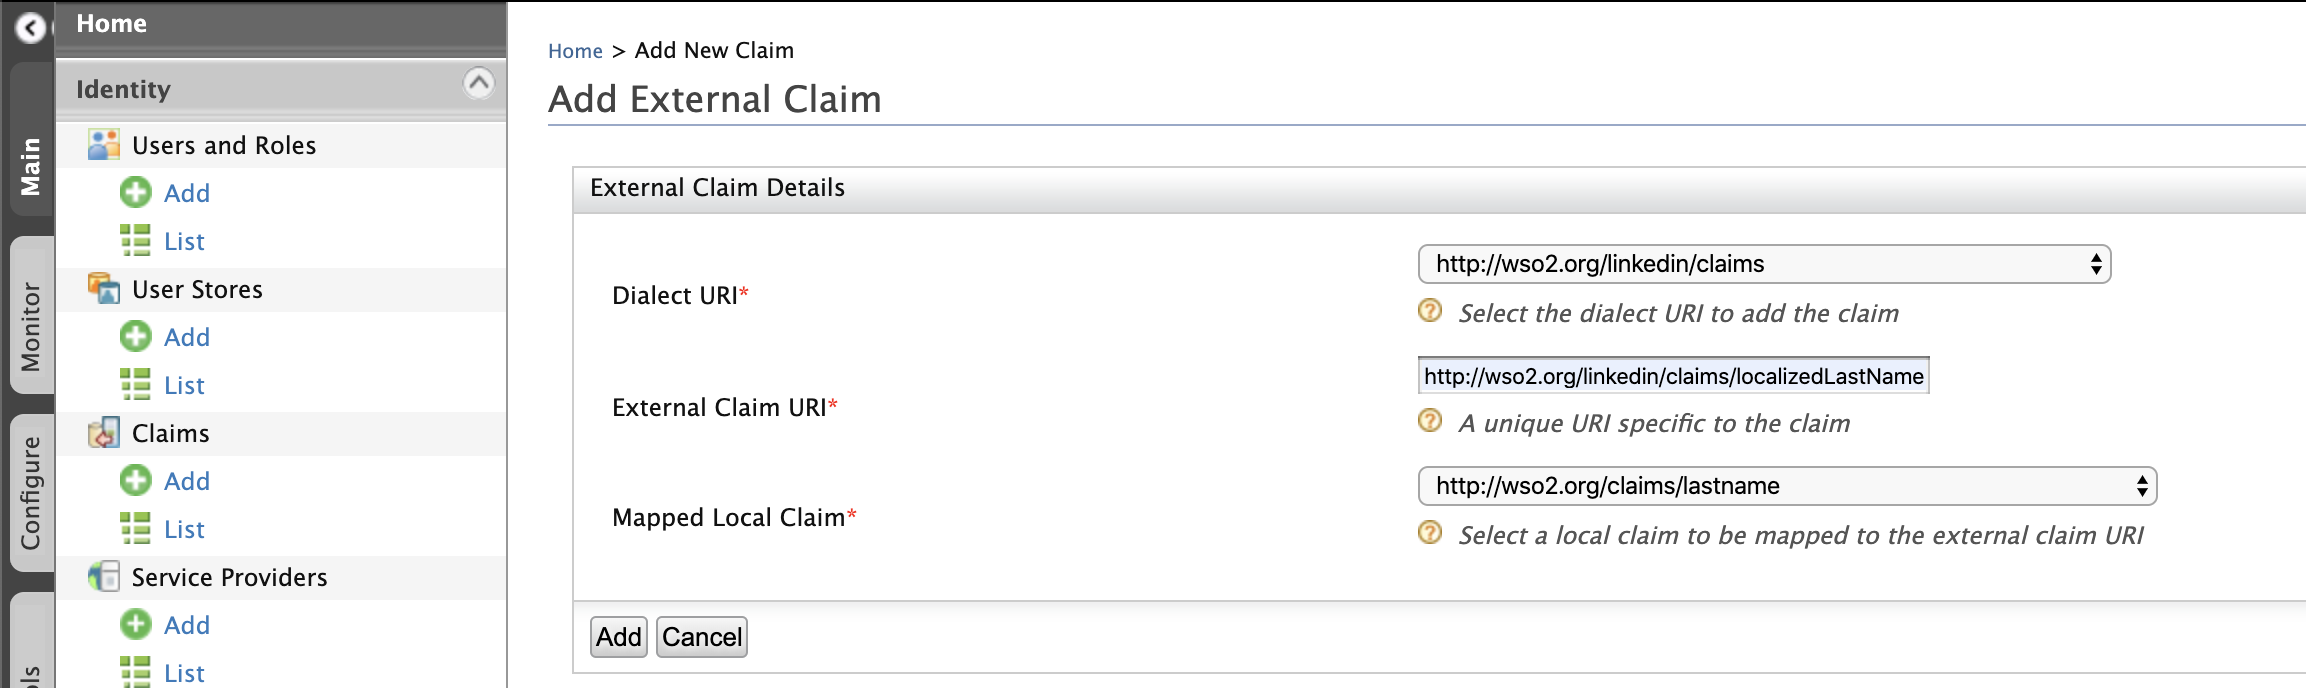 Home
Identity
Main
Users and Roles
Add
List
Monitor
User Stores
Add
List
Configure
Claims
Add
List
Service Providers
Add
List
Home > Add New Claim
Add External Claim
External Claim Details
Dialect URI*
http://wso2.org/linkedin/claims
Select the dialect URI to add the claim
External Claim URI*
http://wso2.org/linkedin/claims/localizedLastName
A unique URI specific to the claim
Mapped Local Claim*
http://wso2.org/claims/lastname
Select a local claim to be mapped to the external claim URI
Add Cancel